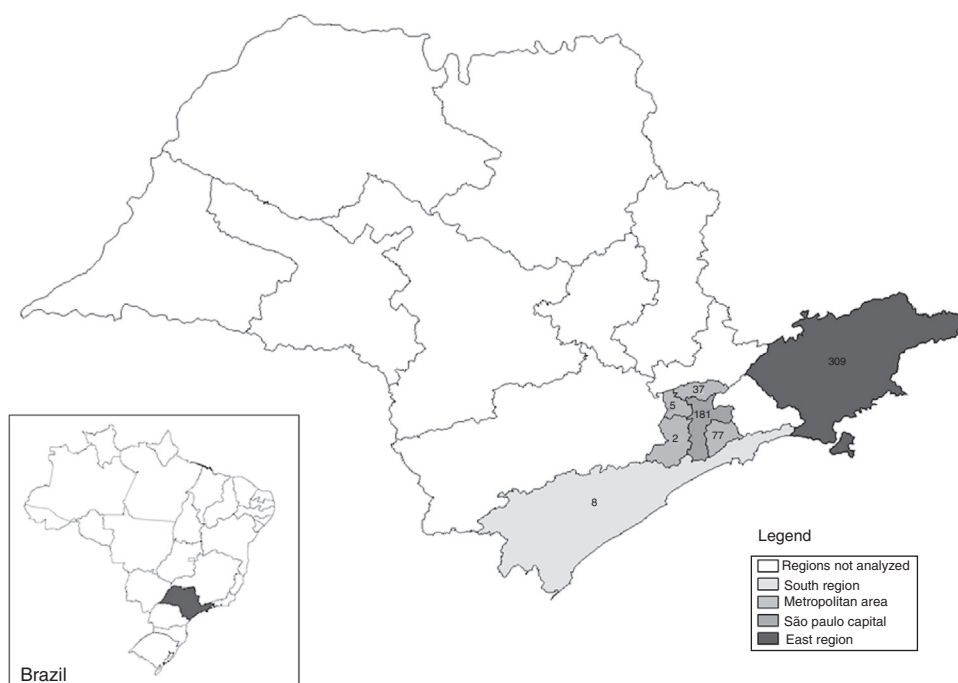 309
37
5
181
2
77
8
Brazil
Legend
Regions not analyzed
South region
Metropolitan area
São paulo capital
East region